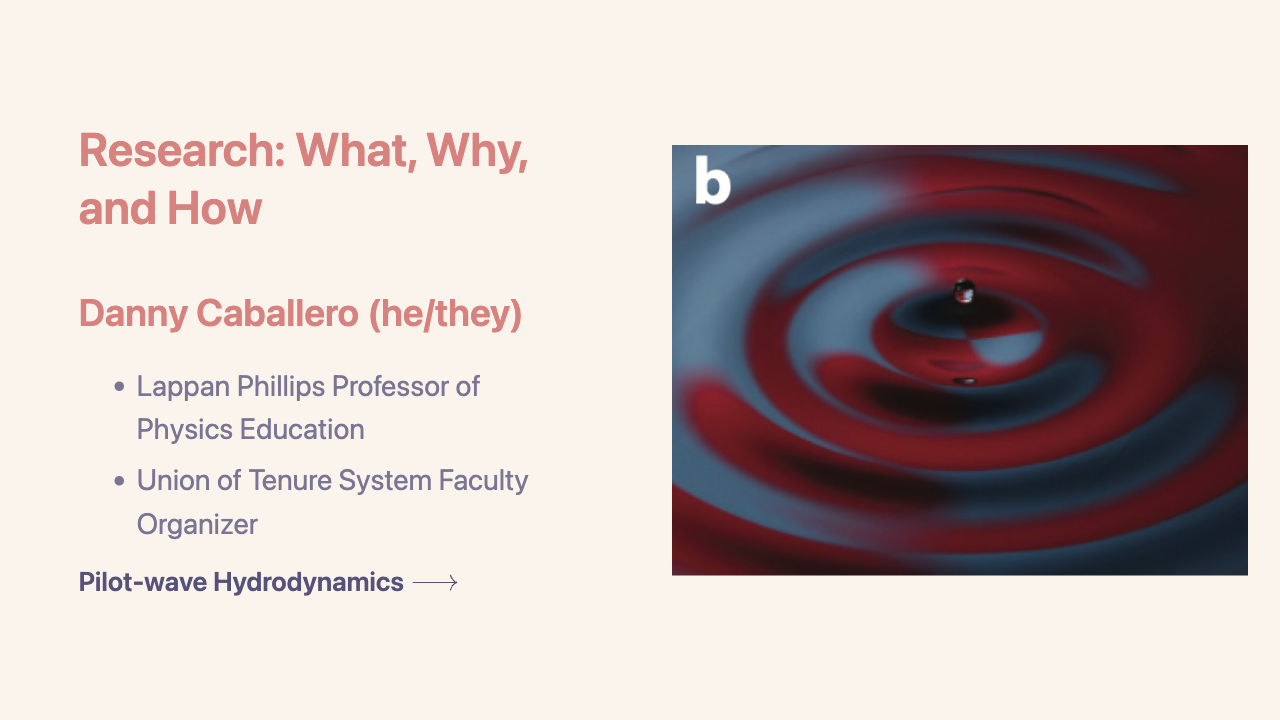 Research: What, Why,
and How
Danny Caballero (he/they)
• Lappan Phillips Professor of
Physics Education
• Union of Tenure System Faculty
Organizer
Pilot-wave Hydrodynamics ⟶
b